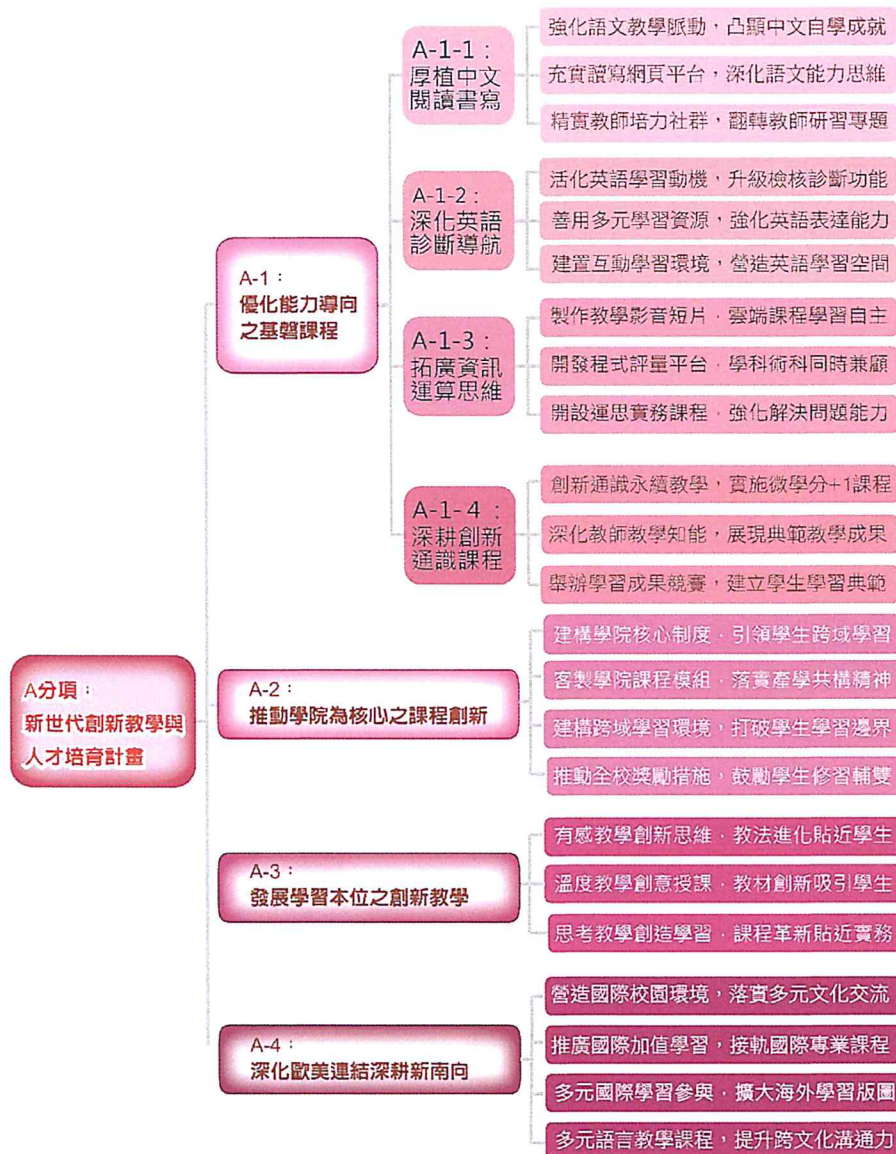 A分項：
新世代創新教學與
人才培育計畫
A-1：
優化能力導向
之基磐課程
A-1-1：
厚植中文
閱讀書寫
強化語文教學脈動，凸顯中文自學成就
充實讀寫網頁平台，深化語文能力思維
精實教師培力社群，翻轉教師研習專題
A-1-2：
深化英語
診斷導航
活化英語學習動機，升級檢核診斷功能
善用多元學習資源，強化英語表達能力
建置互動學習環境，營造英語學習空間
A-1-3：
拓廣資訊
運算思維
製作教學影音短片，雲端課程學習自主
開發程式評量平台，學科術科同時兼顧
開設運思實務課程，強化解決問題能力
A-1-4：
深耕創新
通識課程
創新通識永續教學，實施微學分+1課程
深化教師教學知能，展現典範教學成果
舉辦學習成果競賽，建立學生學習典範
A-2：
推動學院為核心之課程創新
建構學院核心制度，引領學生跨域學習
客製學院課程模組，落實產學共構精神
建構跨域學習環境，打破學生學習邊界
推動全校獎勵措施，鼓勵學生修習輔雙
A-3：
發展學習本位之創新教學
有感教學創新思維，教法進化貼近學生
溫度教學創意授課，教材創新吸引學生
思考教學創造學習，課程革新貼近實務
A-4：
深化歐美連結深耕新南向
營造國際校園環境，落實多元文化交流
推廣國際加值學習，接軌國際專業課程
多元國際學習參與，擴大海外學習版圖
多元語言教學課程，提升跨文化溝通力